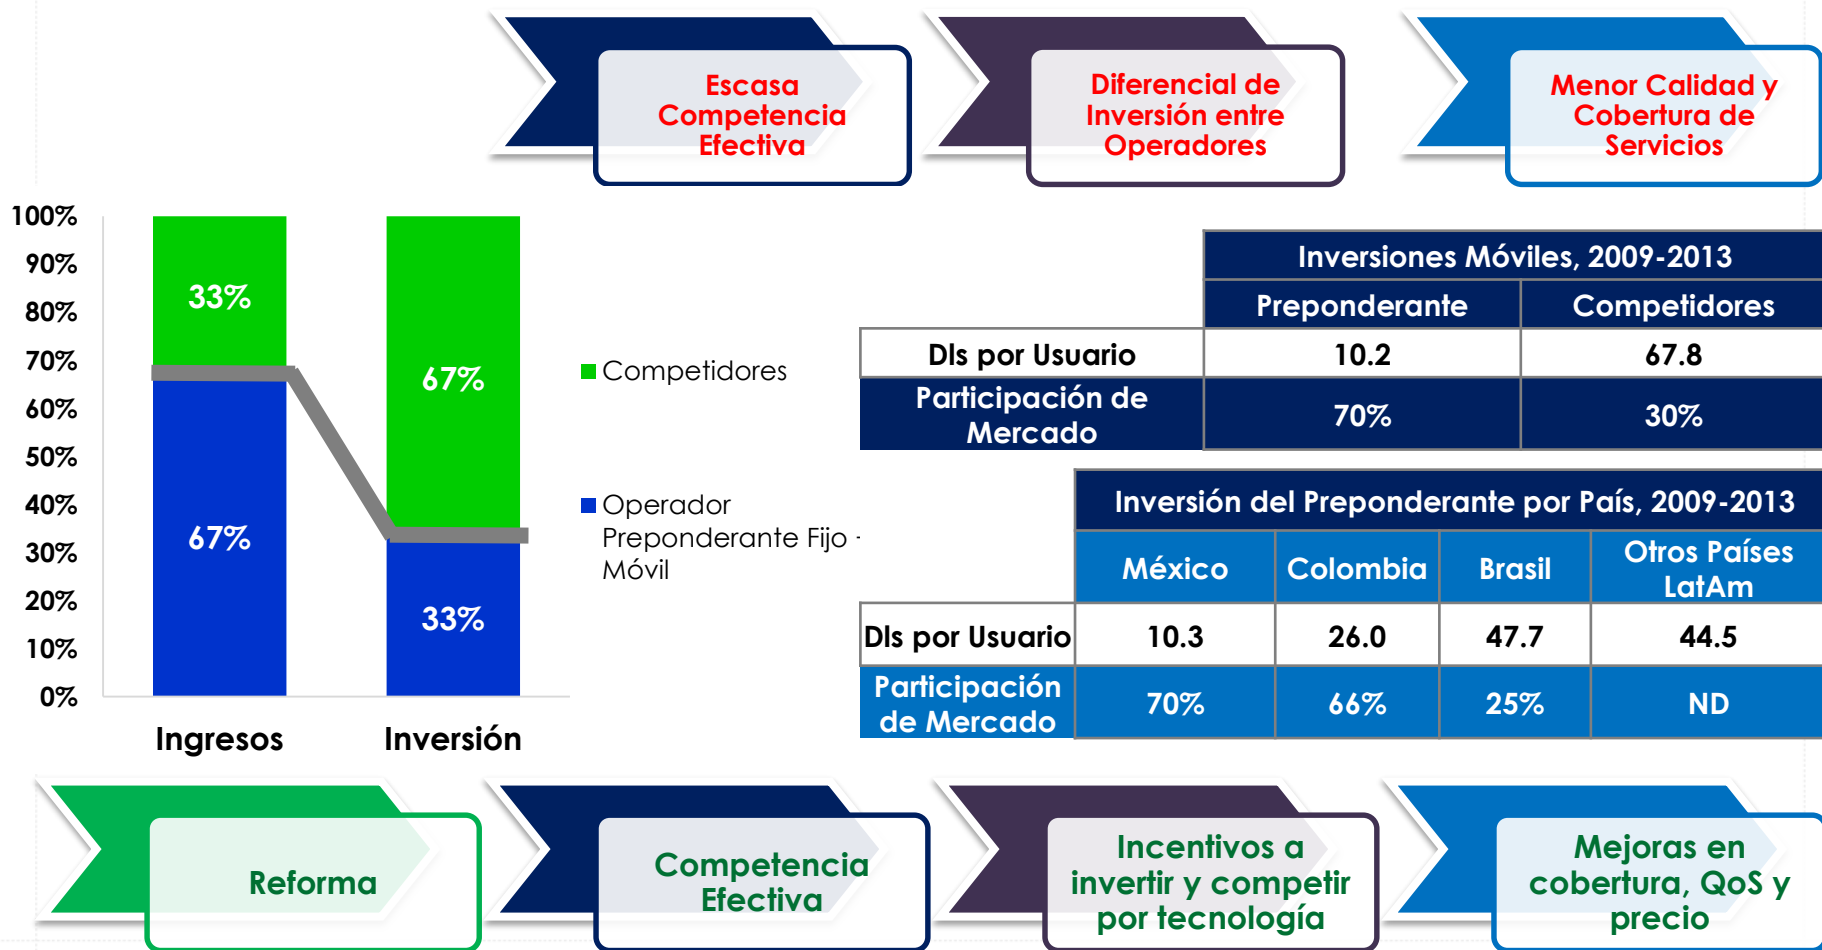 Escasa
Competencia
Efectiva
Diferencial de
Inversión entre
Operadores
Menor Calidad y
Cobertura de
Servicios
100%
90%
80%
70%
60%
50%
40%
30%
20%
10%
0%
33%
67%
67%
33%
Ingresos
Inversión
Competidores
Operador
Preponderante Fijo -
Móvil
Inversiones Móviles, 2009-2013
Preponderante Competidores
Dls por Usuario 10.2 67.8
Participación de
Mercado
70% 30%
Inversión del Preponderante por País, 2009-2013
México Colombia Brasil
Otros Países
LatAm
Dls por Usuario 10.3 26.0 47.7 44.5
Participación
de Mercado
70% 66% 25% ND
Reforma
Competencia
Efectiva
Incentivos a
invertir y competir
por tecnología
Mejoras en
cobertura, QoS y
precio